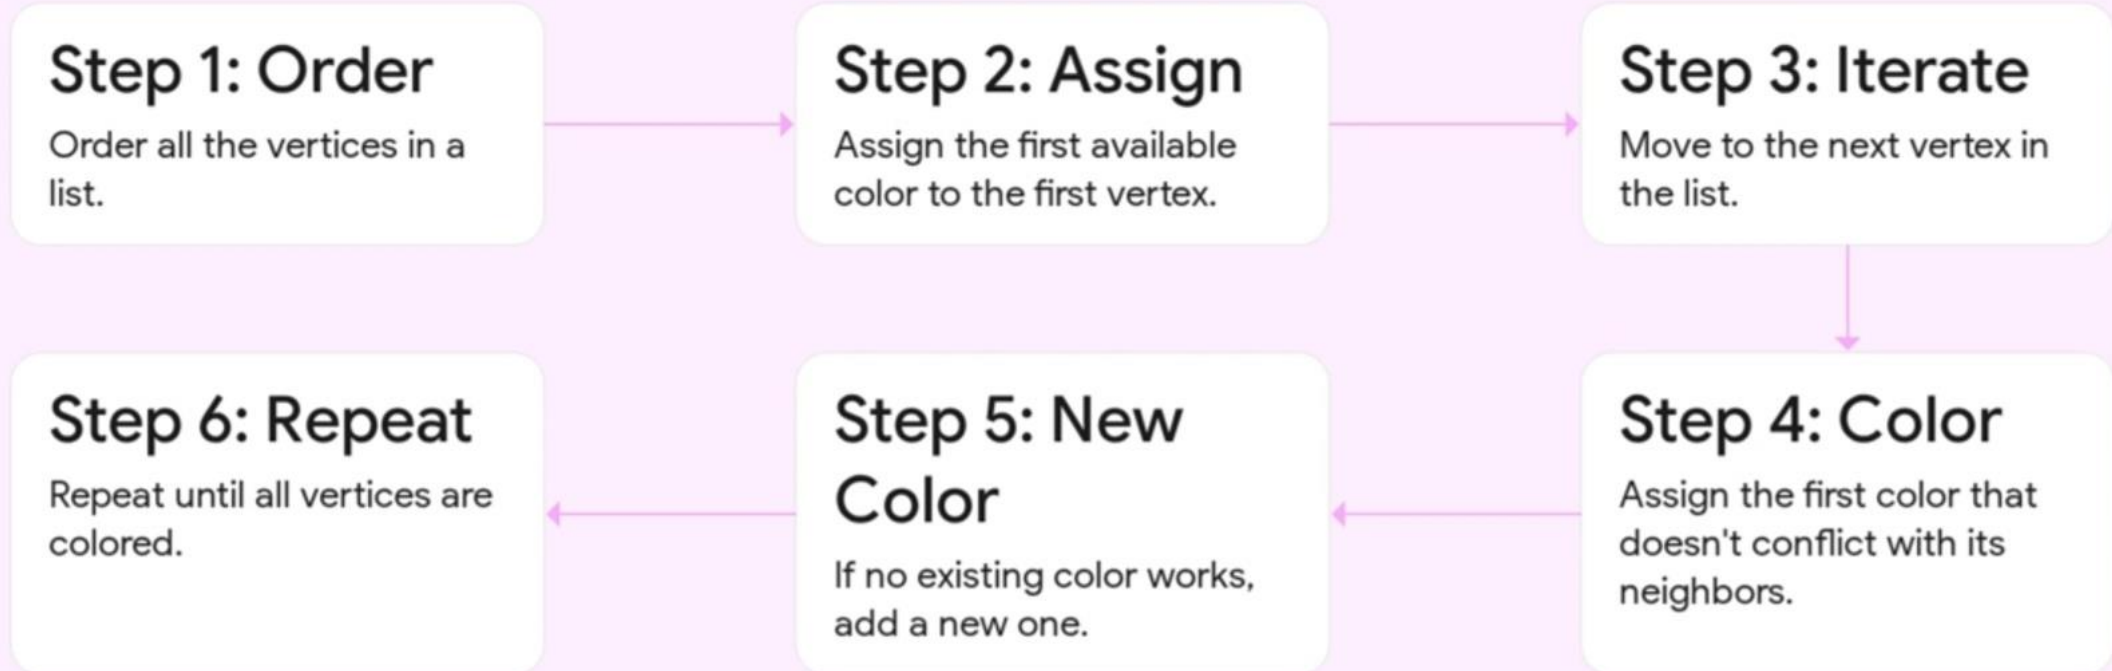 Step 1: Order
Order all the vertices in a
list.
Step 2: Assign
Assign the first available
color to the first vertex.
Step 3: Iterate
Move to the next vertex in
the list.
Step 4: Color
Assign the first color that
doesn't conflict with its
neighbors.
Step 5: New
Color
If no existing color works,
add a new one.
Step 6: Repeat
Repeat until all vertices are
colored.